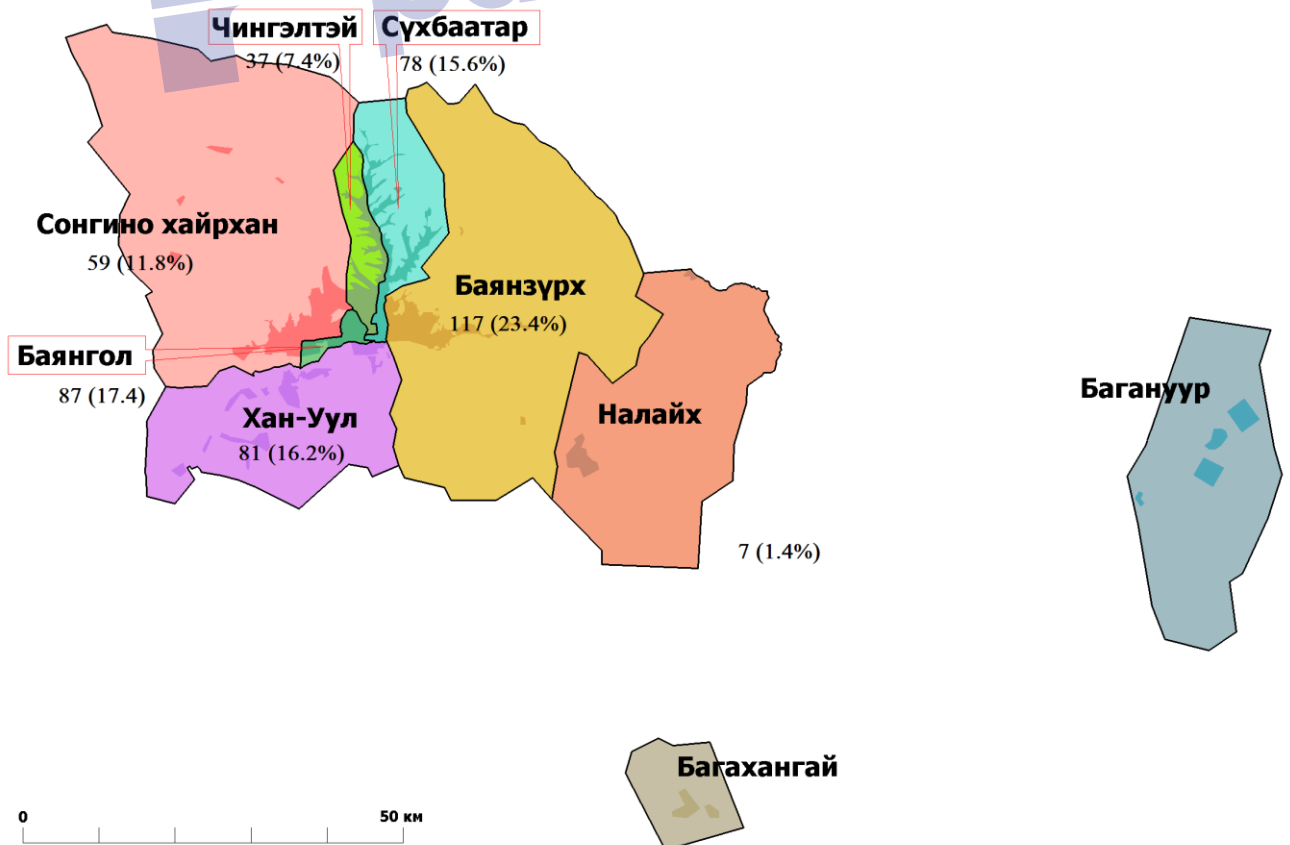 Чингэлтэй
37 (7.4%)
Сүхбаатар
78 (15.6%)
Сонгино хайрхан
59 (11.8%)
Баянзүрх
117 (23.4%)
Баянгол
87 (17.4)
Хан-Уул
81 (16.2%)
Налайх
7 (1.4%)
Багануур
Багахангай
0
50 км